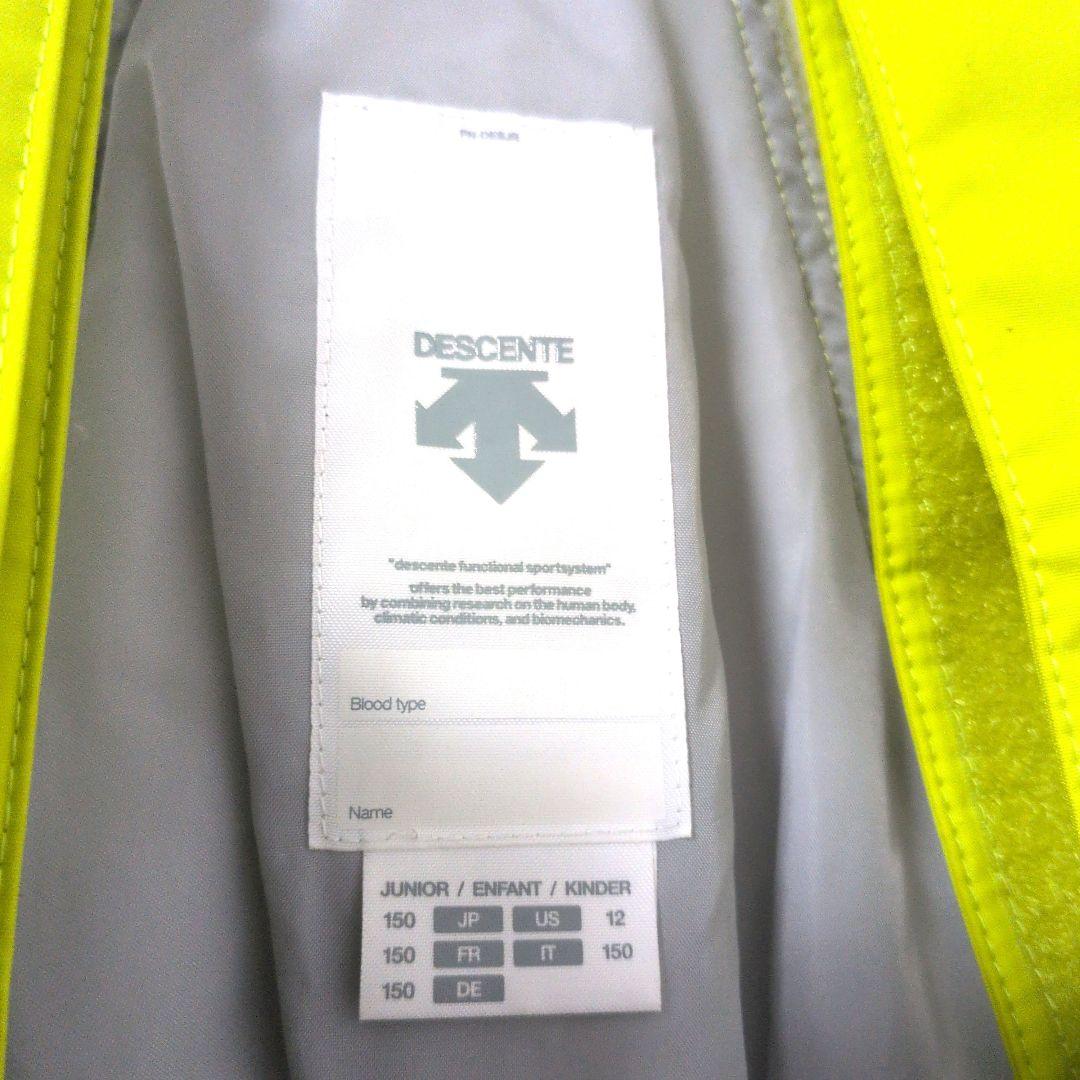 DESCENTE
"descente functional sportsystem"
offers the best performance
by combining research on the human body,
climatic conditions, and biomechanics.
Blood type
Name
JUNIOR / ENFANT / KINDER
150 JP US 12
150 FR IT 150
150 DE